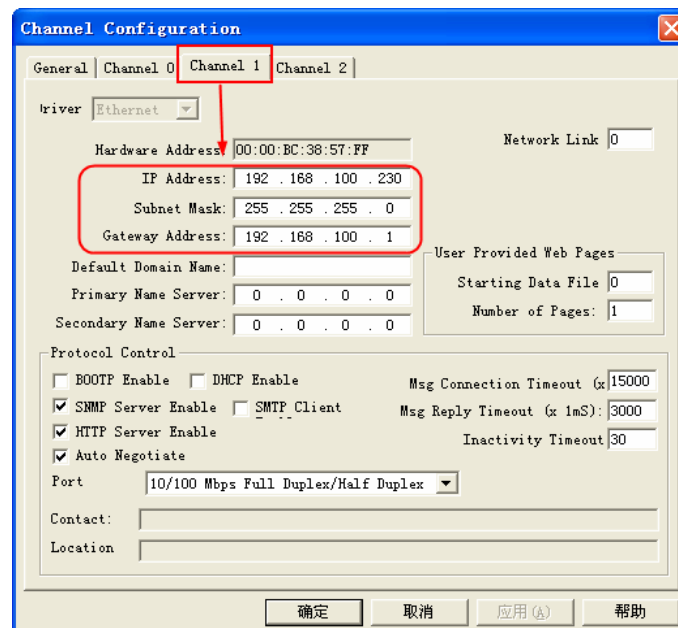 Channel Configuration
General Channel 0 Channel 1 Channel 2
river Ethernet
Hardware Address: 00:00:BC:38:57:FF Network Link 0
IP Address: 192 . 168 . 100 . 230
Subnet Mask: 255 . 255 . 255 . 0
Gateway Address: 192 . 168 . 100 . 1
User Provided Web Pages
Default Domain Name:
Starting Data File 0
Primary Name Server: 0 . 0 . 0 . 0
Number of Pages: 1
Secondary Name Server: 0 . 0 . 0 . 0
Protocol Control
BOOTP Enable DHCP Enable Msg Connection Timeout (x 15000
SNMP Server Enable SMTP Client Msg Reply Timeout (x 1mS): 3000
HTTP Server Enable Inactivity Timeout 30
Auto Negotiate
Port 10/100 Mbps Full Duplex/Half Duplex
Contact:
Location
确定 取消 应用(A) 帮助